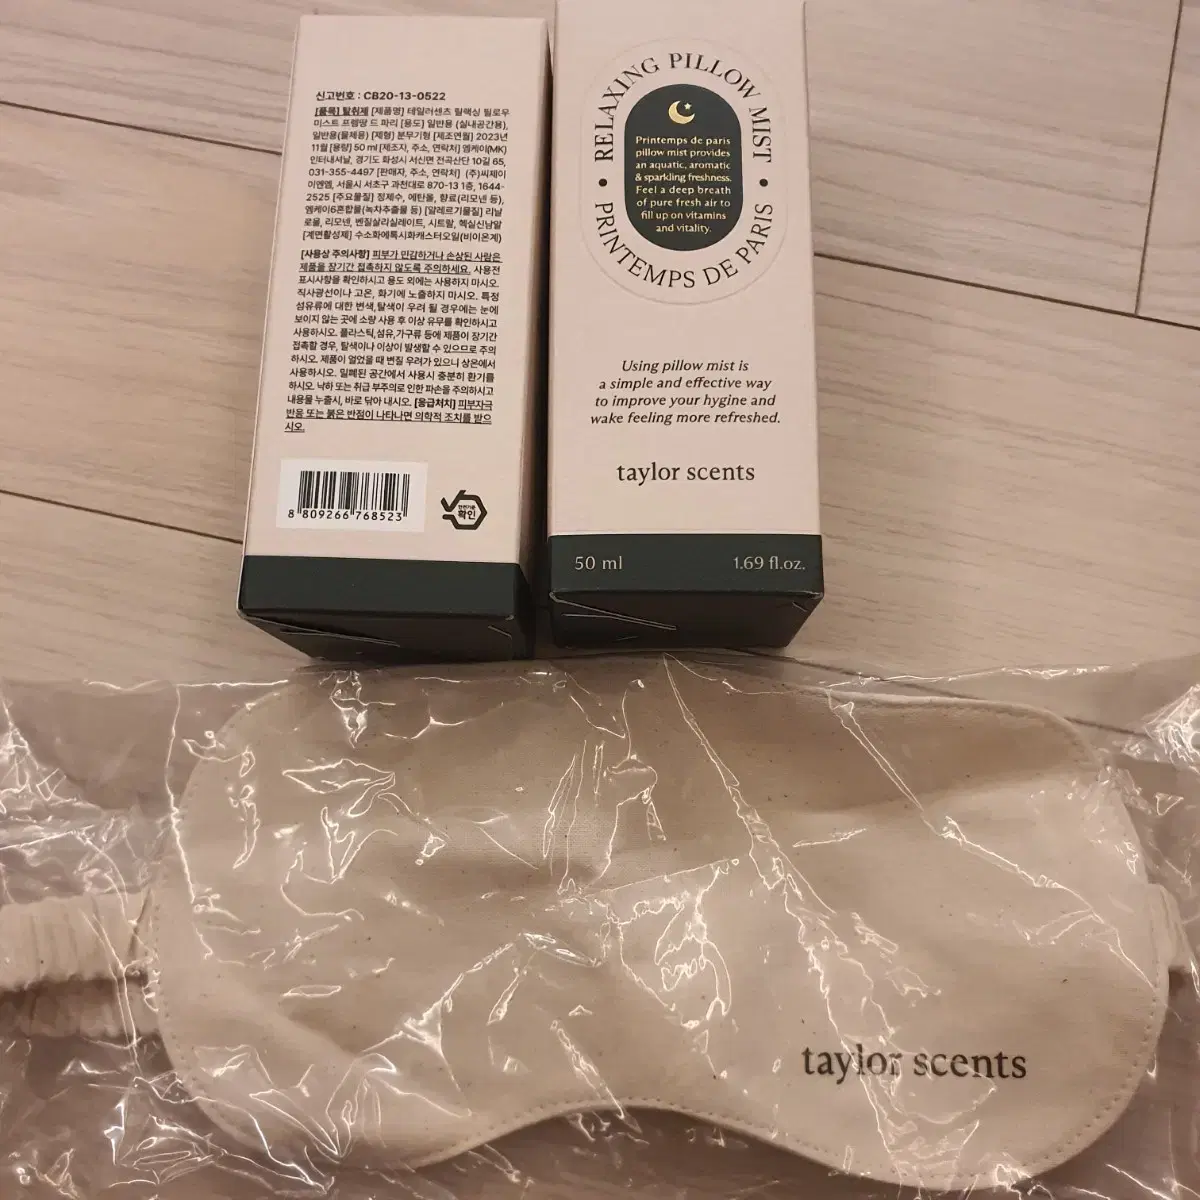 신고번호 : CB20-13-0522
[품목] 탈취제 [제품명] 테일러센츠 릴랙싱 필로우
미스트 프렝땅 드 파리 [용도] 일반용 (실내공간용),
일반용(물체용) [제형] 분무기형 [제조연월] 2023년
11월 [용량] 50 ml [제조자, 주소, 연락처] 엠케이(MK)
인터내셔날, 경기도 화성시 서신면 전곡산단 10길 65,
031-355-4497 [판매자, 주소, 연락처] (주)씨제이
이엔엠, 서울시 서초구 과천대로 870-13 1층, 1644-
2525 [주요물질] 정제수, 에탄올, 향료(리모넨 등),
엠케이6혼합물(녹차추출물 등) [알레르기물질] 리날
로올, 리모넨, 벤질살리실레이트, 시트랄, 헥실신남알
[계면활성제] 수소화에톡시화캐스터오일(비이온계)
[사용상 주의사항] 피부가 민감하거나 손상된 사람은
제품을 장기간 접촉하지 않도록 주의하세요. 사용전
표시사항을 확인하시고 용도 외에는 사용하지 마시오.
직사광선이나 고온, 화기에 노출하지 마시오. 특정
섬유류에 대한 변색,탈색이 우려 될 경우에는 눈에
보이지 않는 곳에 소량 사용 후 이상 유무를 확인하시고
사용하시오. 플라스틱,섬유,가구류 등에 제품이 장기간
접촉할 경우, 탈색이나 이상이 발생할 수 있으므로 주의
하시오. 제품이 얼었을 때 변질 우려가 있으니 상온에서
사용하시오. 밀폐된 공간에서 사용시 충분히 환기를
하시오. 낙하 또는 취급 부주의로 인한 파손을 주의하시고
내용물 누출시, 바로 닦아 내시오. [응급처치] 피부자극
반응 또는 붉은 반점이 나타나면 의학적 조치를 받으
시오.
8 809266 768523
안전기준
확인
RELAXING PILLOW MIST
Printemps de paris
pillow mist provides
an aquatic, aromatic
& sparkling freshness.
Feel a deep breath
of pure fresh air to
fill up on vitamins
and vitality.
• PRINTEMPS DE PARIS •
Using pillow mist is
a simple and effective way
to improve your hygine and
wake feeling more refreshed.
taylor scents
50 ml 1.69 fl.oz.
taylor scents